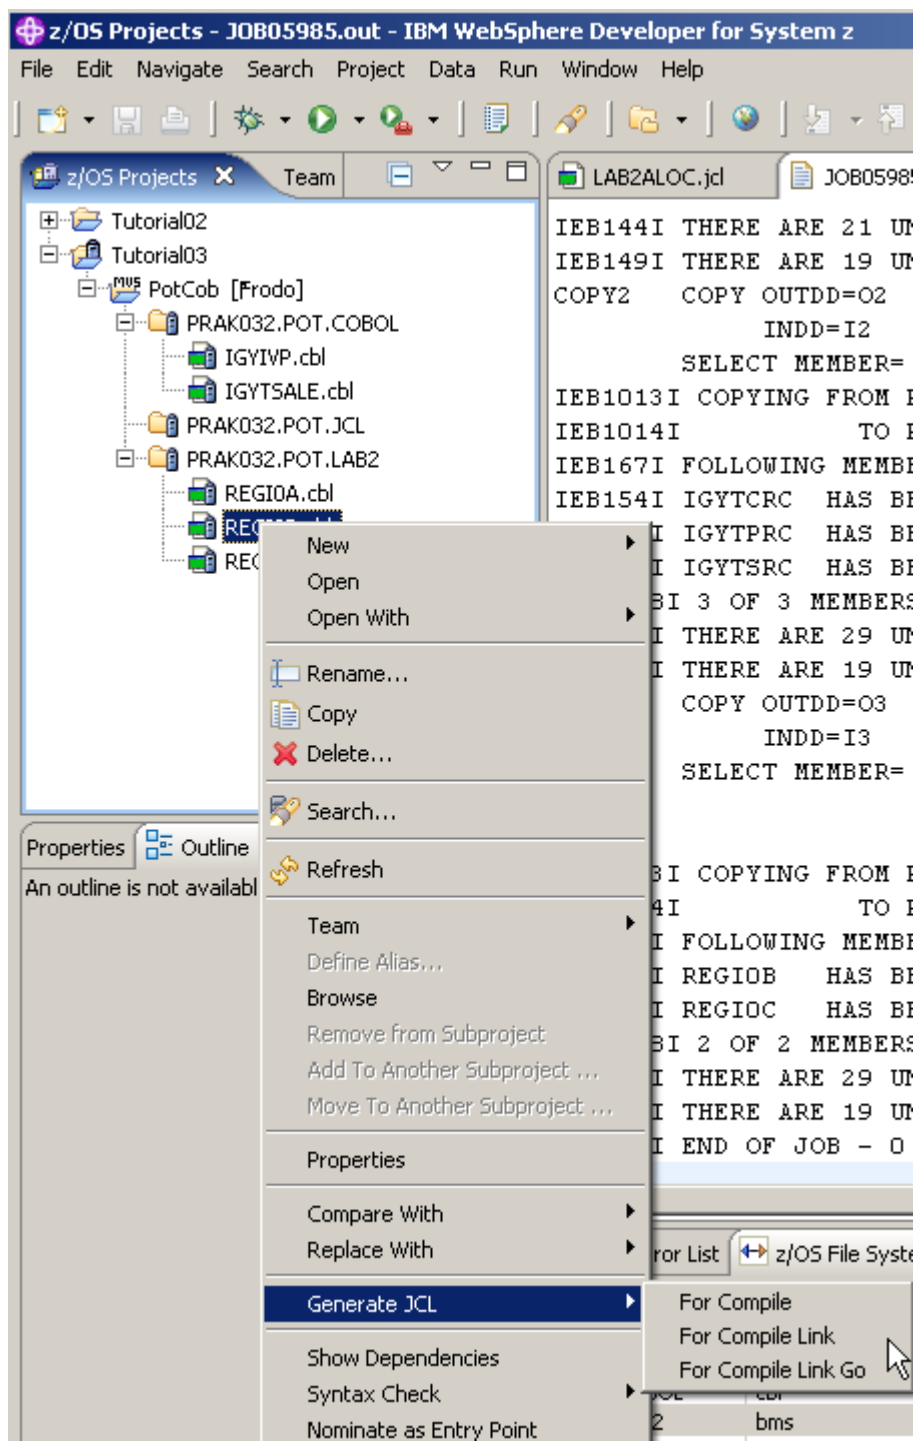 z/OS Projects - JOB05985.out - IBM WebSphere Developer for System z
File Edit Navigate Search Project Data Run Window Help
z/OS Projects Team
LAB2ALOC.jcl JOB05985
Tutorial02
Tutorial03
MVS PotCob [Frodo]
PRAK032.POT.COBOL
IGYIVP.cbl
IGYTSALE.cbl
PRAK032.POT.JCL
PRAK032.POT.LAB2
REGI0A.cbl
IEB144I THERE ARE 21
IEB149I THERE ARE 19
COPY2 COPY OUTDD=O2
INDD=I2
SELECT MEMBER=
IEB1013I COPYING FROM
IEB1014I TO
IEB167I FOLLOWING
IEB154I IGYTCRC HAS
I IGYTPRC HAS
I IGYTSRC HAS
I 3 OF 3 MEMBERS
I THERE ARE 29
I THERE ARE 19
COPY OUTDD=O3
INDD=I3
SELECT MEMBER=
I COPYING FROM
I TO
I FOLLOWING
I REGIOB HAS
I REGIOC HAS
I 2 OF 2 MEMBERS
I THERE ARE 29
I THERE ARE 19
I END OF JOB - 0
New
Open
Open With
Rename...
Copy
Delete...
Search...
Refresh
Team
Define Alias...
Browse
Remove from Subproject
Add To Another Subproject ...
Move To Another Subproject ...
Properties
Compare With
Replace With
Generate JCL
Show Dependencies
Syntax Check
Nominate as Entry Point
For Compile
For Compile Link
For Compile Link Go
Properties Outline
An outline is not availabl
ror List z/OS File Syste
2 bms